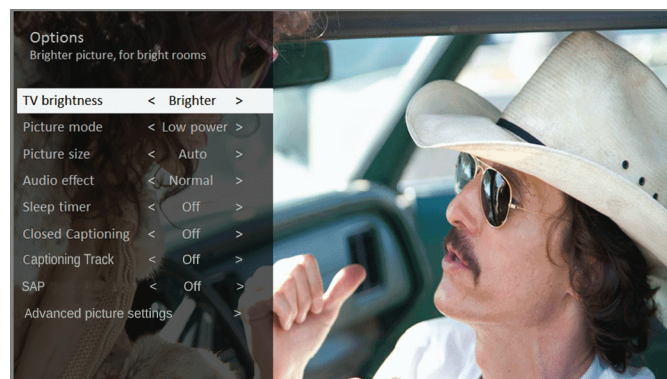 Options
Brighter picture, for bright rooms
TV brightness < Brighter >
Picture mode < Low power >
Picture size < Auto >
Audio effect < Normal >
Sleep timer < Off >
Closed Captioning < Off >
Captioning Track < Off >
SAP < Off >
Advanced picture settings >